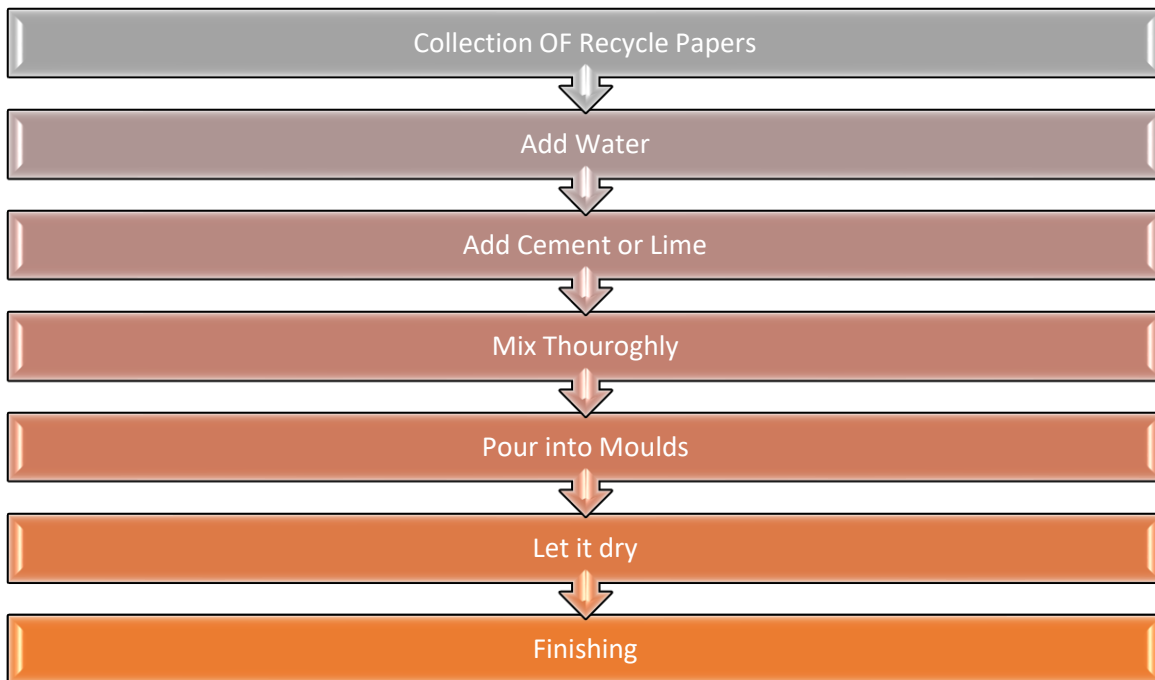 Collection OF Recycle Papers
Add Water
Add Cement or Lime
Mix Thouroghly
Pour into Moulds
Let it dry
Finishing